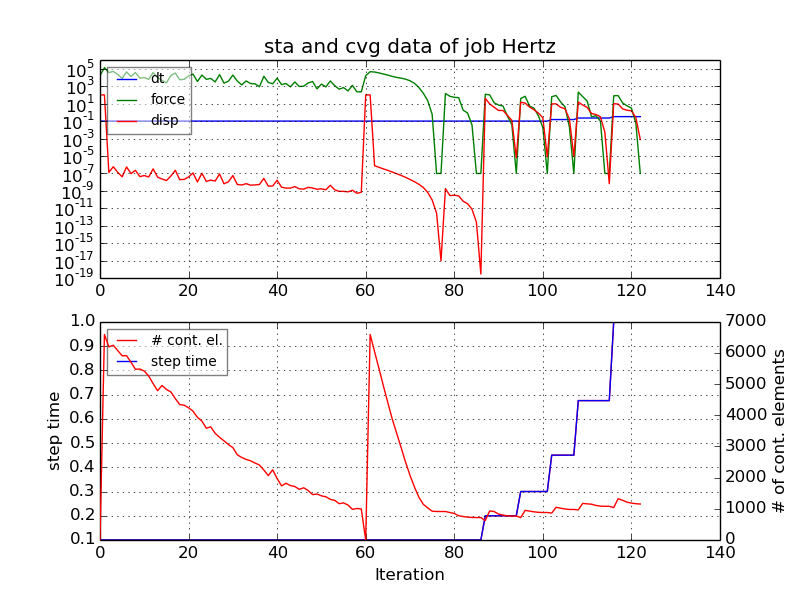 sta and cvg data of job Hertz
10^5
10^3
10^1
10^-1
10^-3
10^-5
10^-7
10^-9
10^-11
10^-13
10^-15
10^-17
10^-19
dt
force
disp
0 20 40 60 80 100 120 140
1.0
0.9
0.8
0.7
0.6
0.5
0.4
0.3
0.2
0.1
step time
# cont. el.
step time
7000
6000
5000
4000
3000
2000
1000
0
# of cont. elements
0 20 40 60 80 100 120 140
Iteration